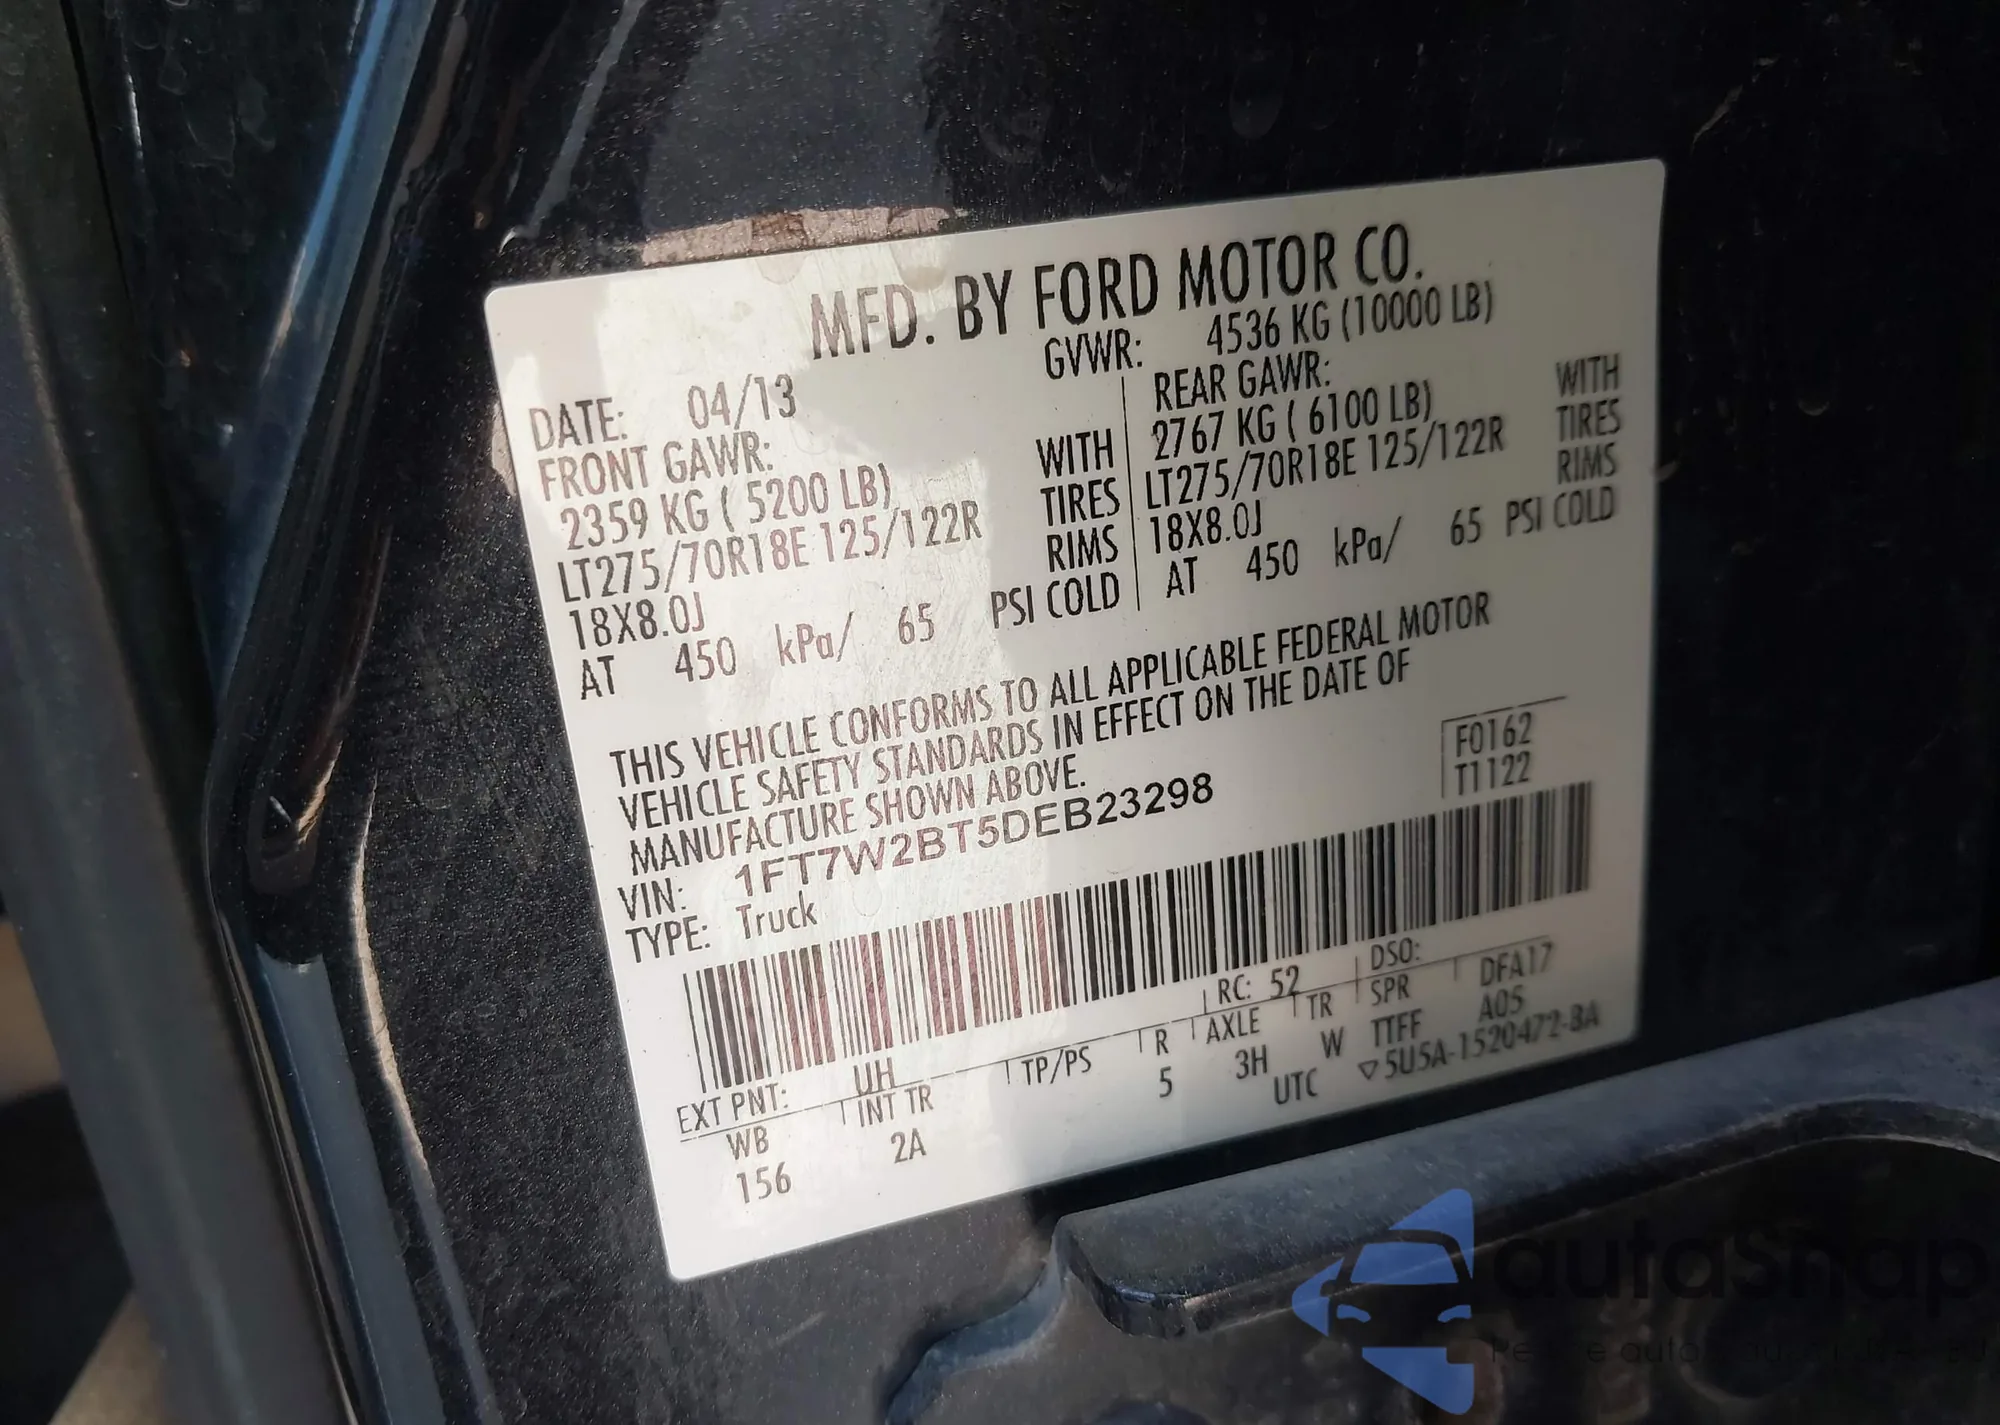 MFD. BY FORD MOTOR CO.
DATE: 04/13 GVWR: 4536 KG (10000 LB)
FRONT GAWR: REAR GAWR:
2359 KG ( 5200 LB) WITH 2767 KG ( 6100 LB) WITH
LT275/70R18E 125/122R TIRES LT275/70R18E 125/122R TIRES
18X8.0J RIMS 18X8.0J RIMS
AT 450 kPa/ 65 PSI COLD AT 450 kPa/ 65 PSI COLD
THIS VEHICLE CONFORMS TO ALL APPLICABLE FEDERAL MOTOR
VEHICLE SAFETY STANDARDS IN EFFECT ON THE DATE OF
MANUFACTURE SHOWN ABOVE.
VIN: 1FT7W2BT5DEB23298
TYPE: Truck
F0162
T1122
EXT PNT: UH RC: 52 DSO:
WB INT TR TP/PS R AXLE TR SPR DFA17
156 2A 5 3H W TTFF A05
UTC ▽5U5A-1520472-BA
autaSnap